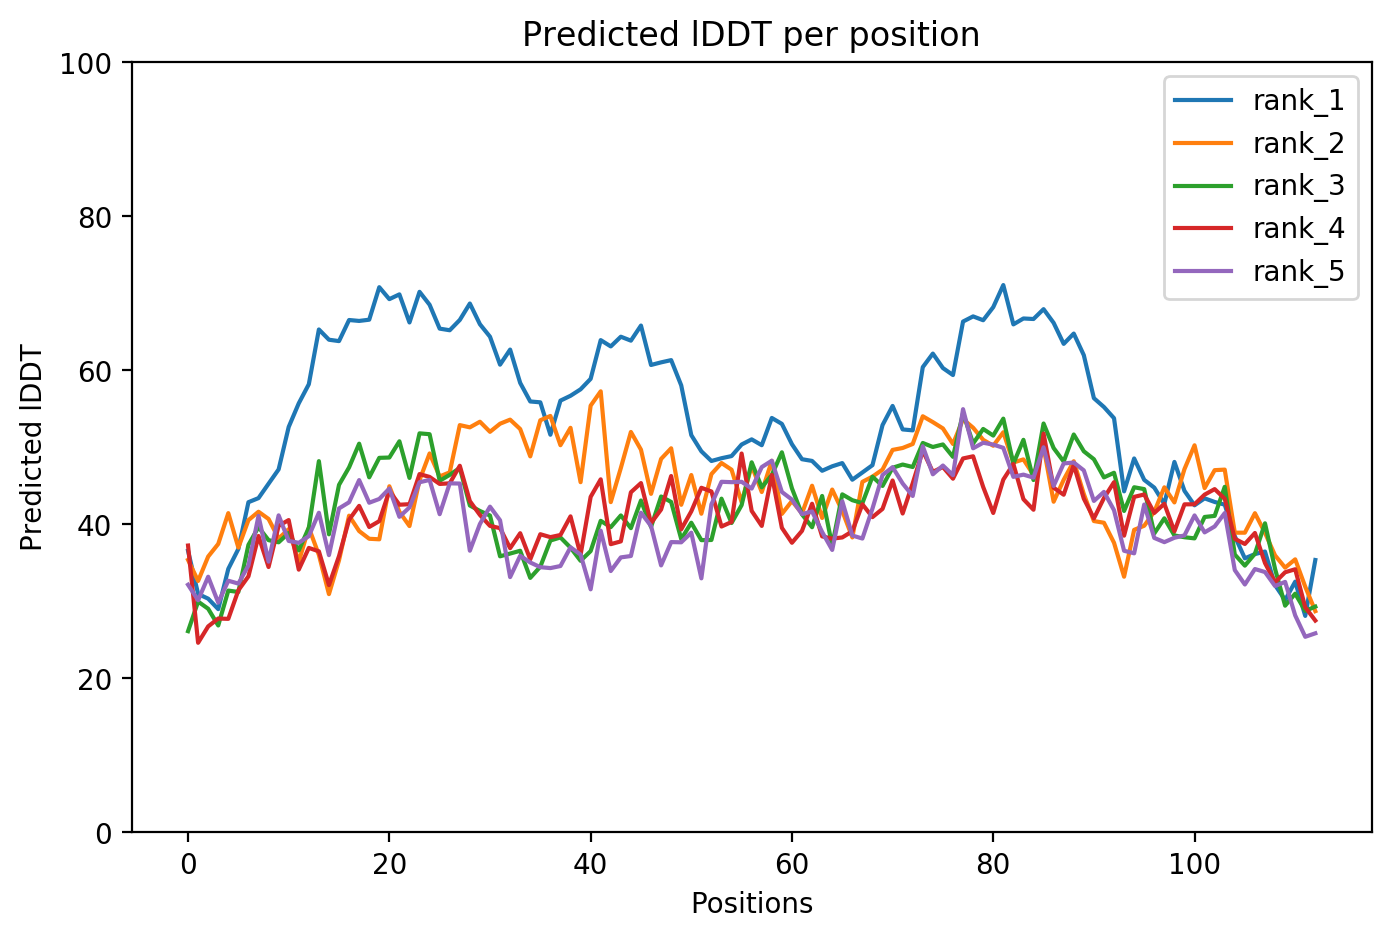 Predicted lDDT per position
100
80
60
40
20
0
Predicted lDDT
0 20 40 60 80 100
Positions
rank_1
rank_2
rank_3
rank_4
rank_5